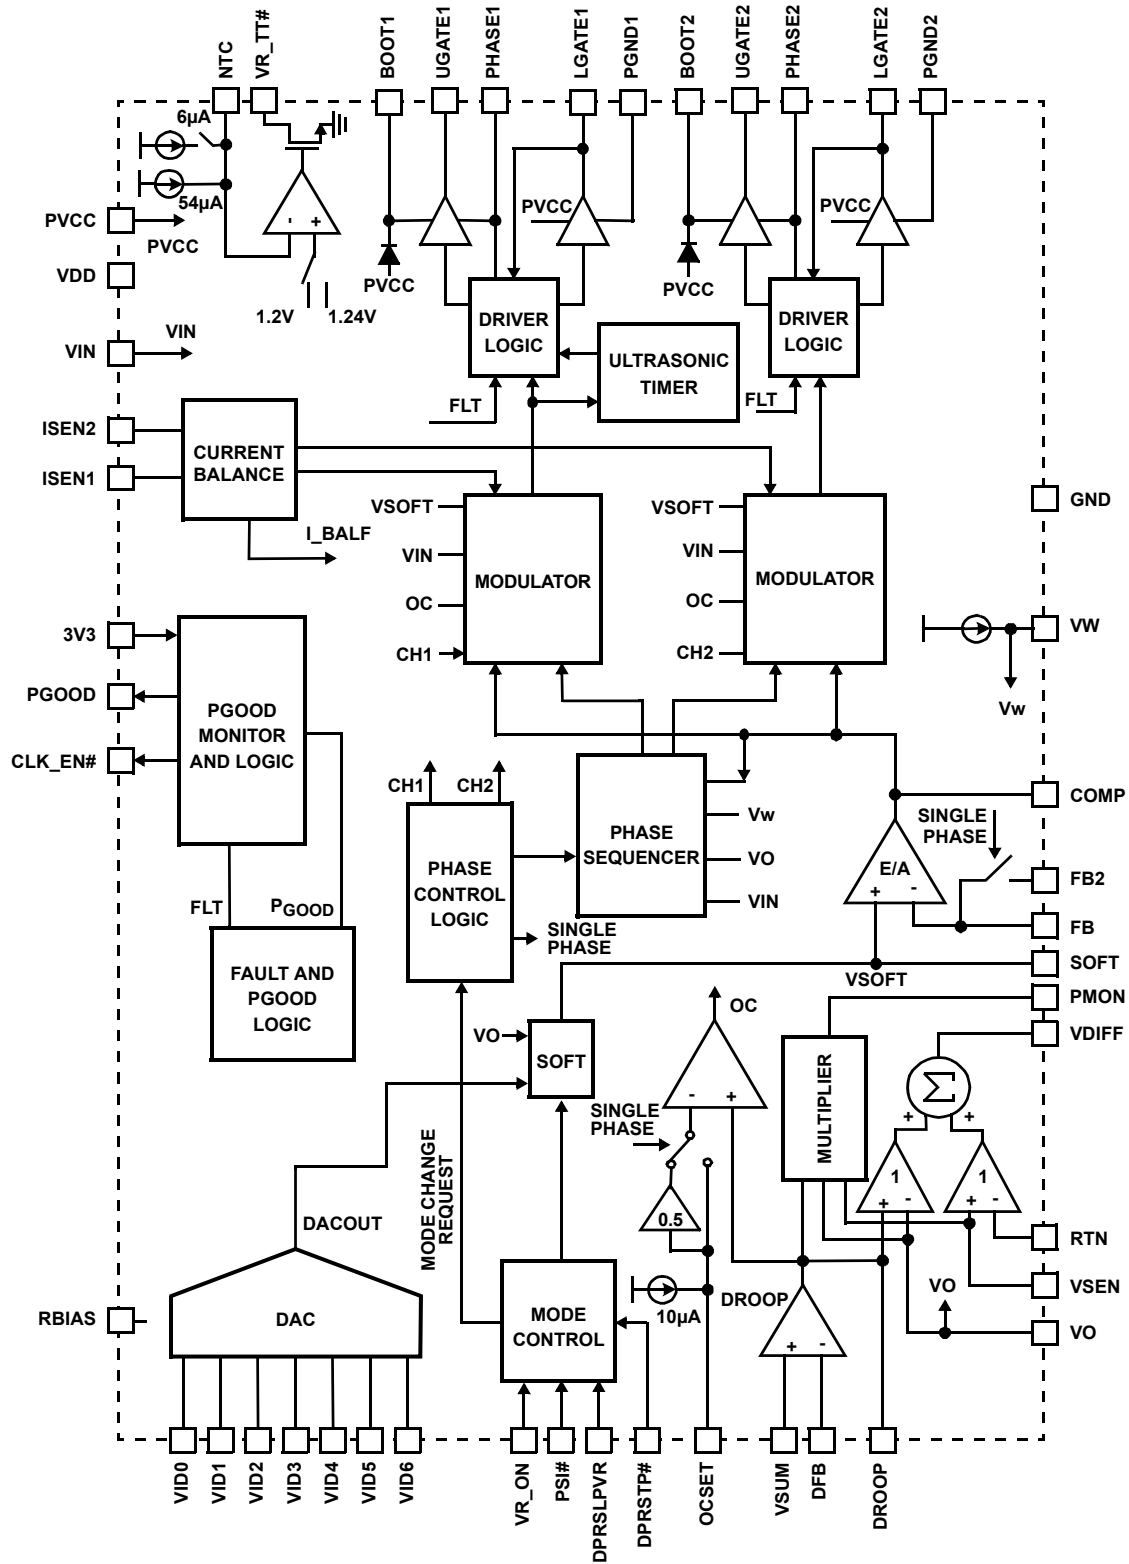 NTC
VR_TT#
BOOT1
UGATE1
PHASE1
LGATE1
PGND1
BOOT2
UGATE2
PHASE2
LGATE2
PGND2
6µA
54µA
PVCC
PVCC
- +
1.2V
1.24V
PVCC
PVCC
PVCC
PVCC
VDD
VIN
VIN
DRIVER
LOGIC
ULTRASONIC
TIMER
DRIVER
LOGIC
FLT
FLT
ISEN2
ISEN1
CURRENT
BALANCE
I_BALF
VSOFT
VIN
OC
CH1
MODULATOR
VSOFT
VIN
OC
CH2
MODULATOR
GND
VW
Vw
3V3
PGOOD
CLK_EN#
PGOOD
MONITOR
AND LOGIC
FLT
PGOOD
FAULT AND
PGOOD
LOGIC
CH1
CH2
PHASE
CONTROL
LOGIC
SINGLE
PHASE
PHASE
SEQUENCER
Vw
VO
VIN
E/A
+ -
SINGLE
PHASE
COMP
FB2
FB
SOFT
VSOFT
PMON
VDIFF
VO
SOFT
OC
- +
SINGLE
PHASE
0.5
10µA
MULTIPLIER
Σ
+ +
1
+ -
1
+ -
RTN
VSEN
VO
VO
DROOP
+ -
MODE CHANGE
REQUEST
DACOUT
DAC
RBIAS
MODE
CONTROL
VID0
VID1
VID2
VID3
VID4
VID5
VID6
VR_ON
PSI#
DPRSLPVR
DPRSTP#
OCSET
VSUM
DFB
DROOP